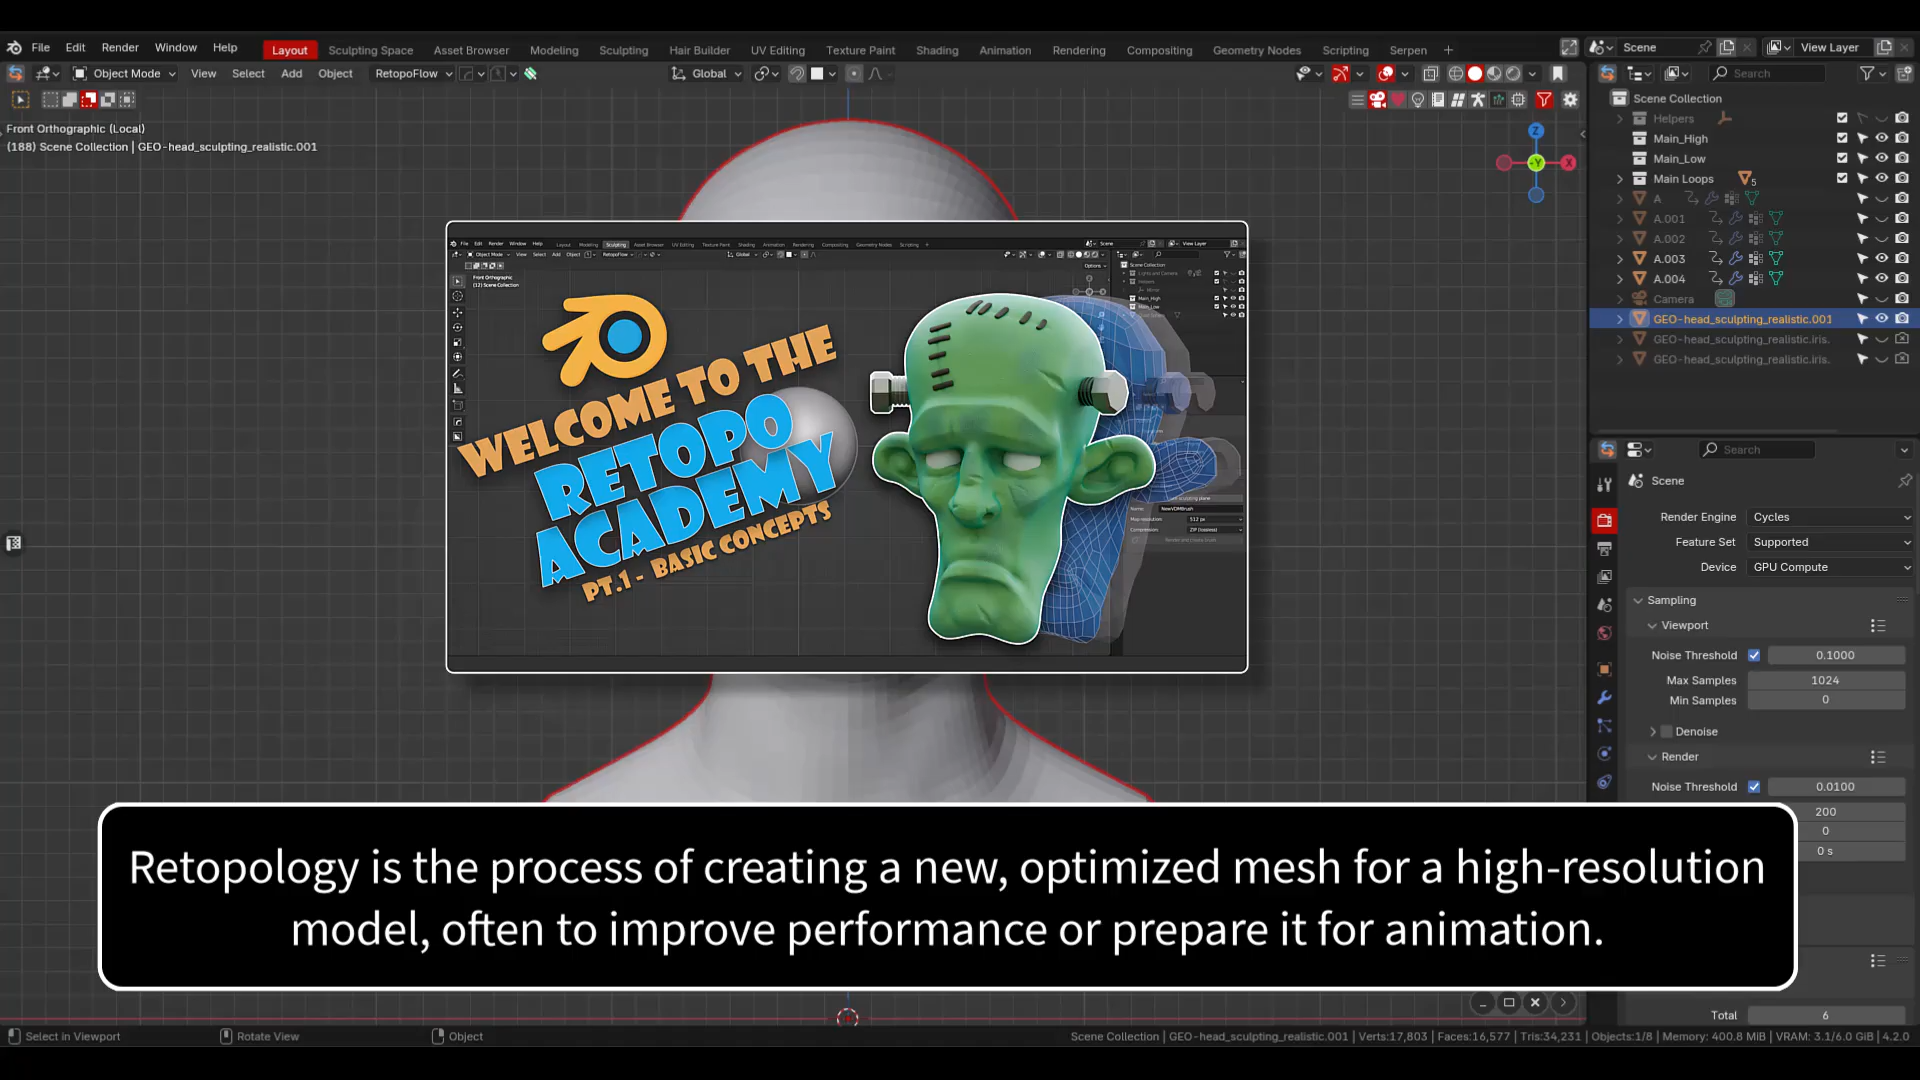 File Edit Render Window Help Layout Sculpting Space Asset Browser Modeling Sculpting Hair Builder UV Editing Texture Paint Shading Animation Rendering Compositing Geometry Nodes Scripting Serpen + Scene View Layer
Object Mode View Select Add Object RetopoFlow Global Search
Front Orthographic (Local)
(188) Scene Collection | GEO-head_sculpting_realistic.001
Z
-Y
X
Scene Collection
Helpers
Main_High
Main_Low
Main Loops 5
A
A.001
A.002
A.003
A.004
Camera
GEO-head_sculpting_realistic.001
GEO-head_sculpting_realistic.iris.
GEO-head_sculpting_realistic.iris.
WELCOME TO THE
RETOPO
ACADEMY
PT.1 - BASIC CONCEPTS
Search
Scene
Render Engine Cycles
Feature Set Supported
Device GPU Compute
Sampling
Viewport
Noise Threshold 0.1000
Max Samples 1024
Min Samples 0
Denoise
Render
Noise Threshold 0.0100
200
0
0 s
Retopology is the process of creating a new, optimized mesh for a high-resolution
model, often to improve performance or prepare it for animation.
Total 6
Select in Viewport Rotate View Object Scene Collection | GEO-head_sculpting_realistic.001 | Verts:17,803 | Faces:16,577 | Tris:34,231 | Objects:1/8 | Memory: 400.8 MiB | VRAM: 3.1/6.0 GiB | 4.2.0